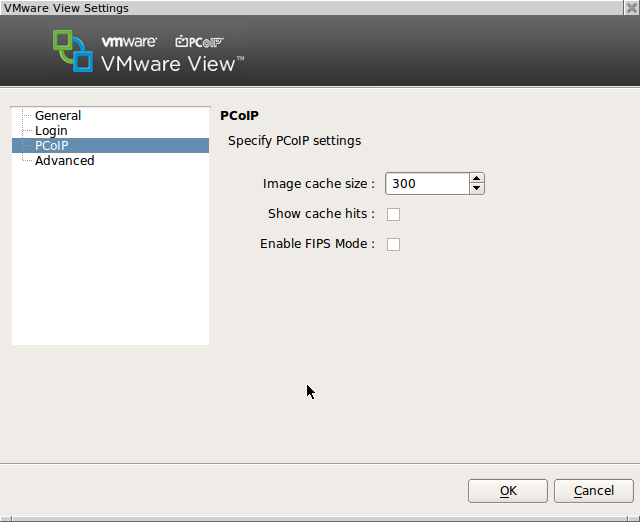 VMware View Settings
vmware PCoIP
VMware View™
General
Login
PCoIP
Advanced
PCoIP
Specify PCoIP settings
Image cache size : 300
Show cache hits :
Enable FIPS Mode :
OK Cancel